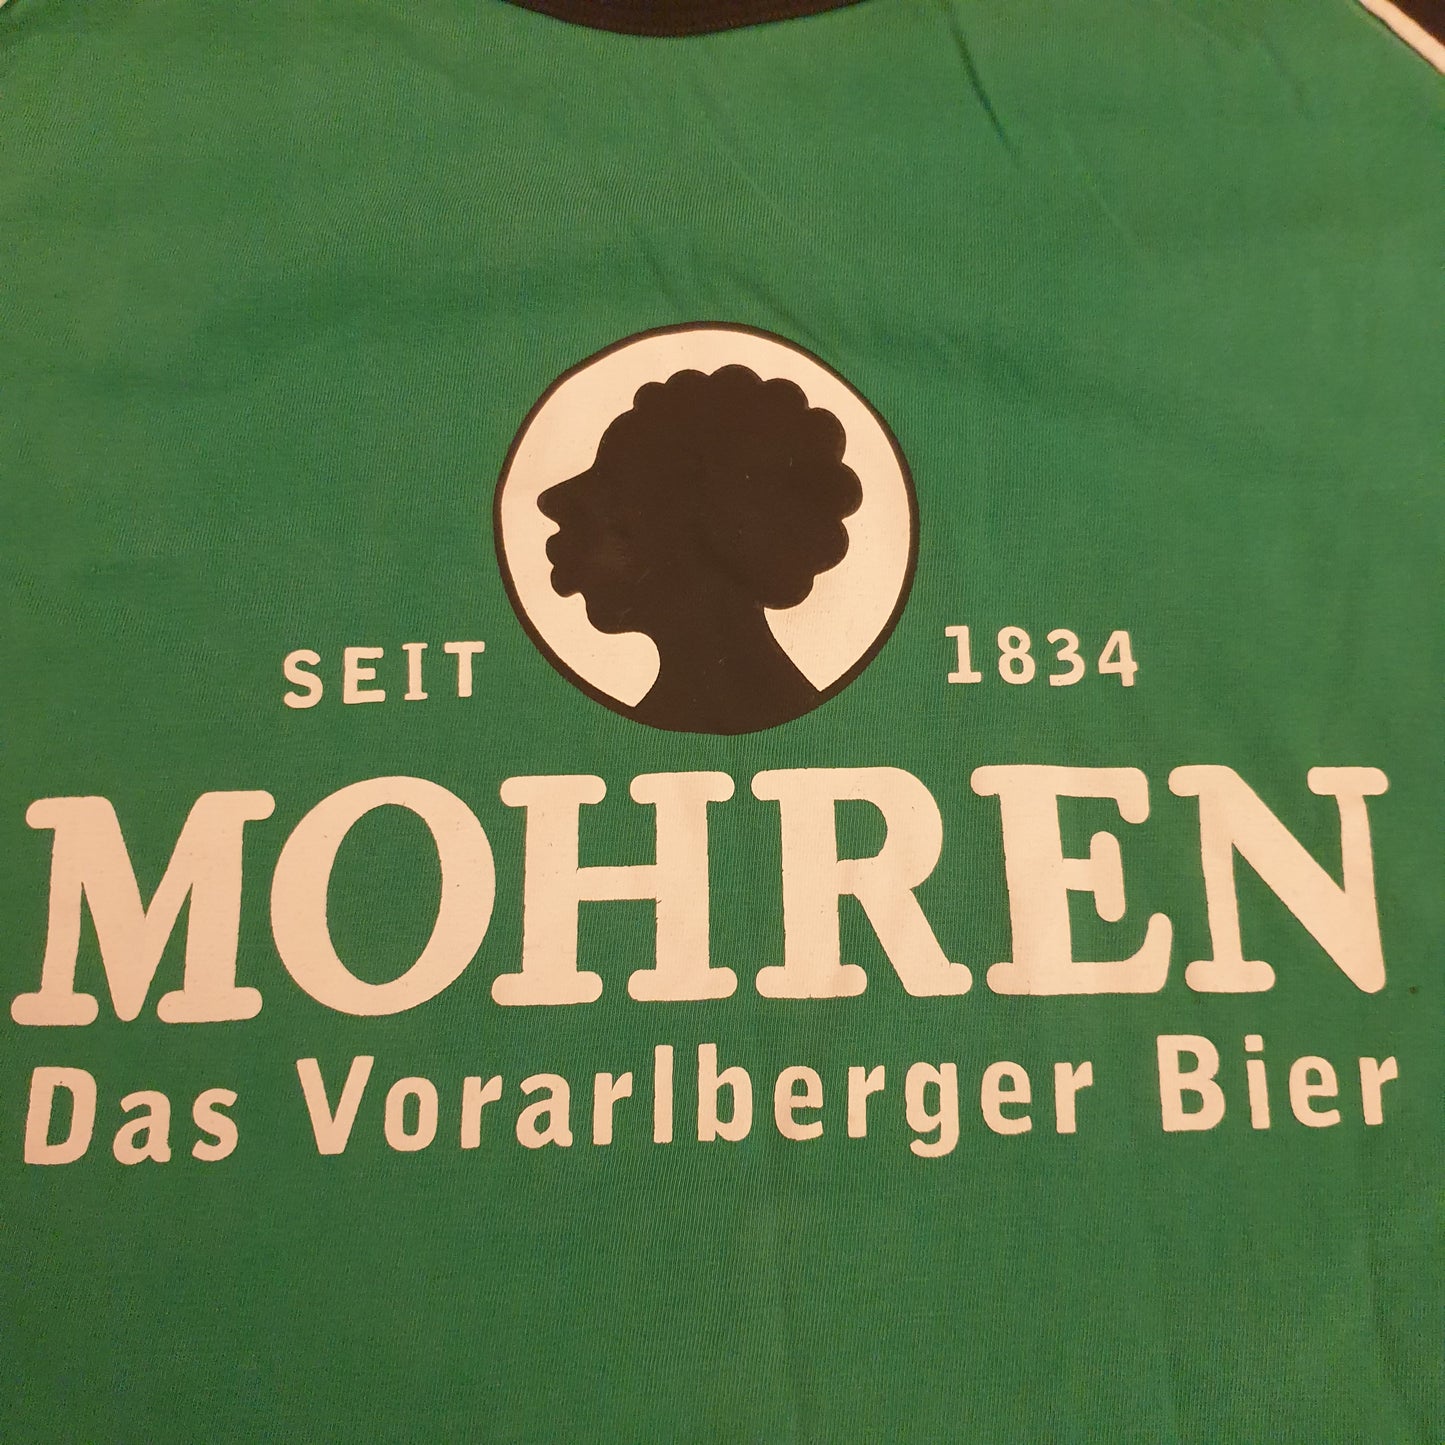 SEIT 1834
MOHREN
Das Vorarlberger Bier